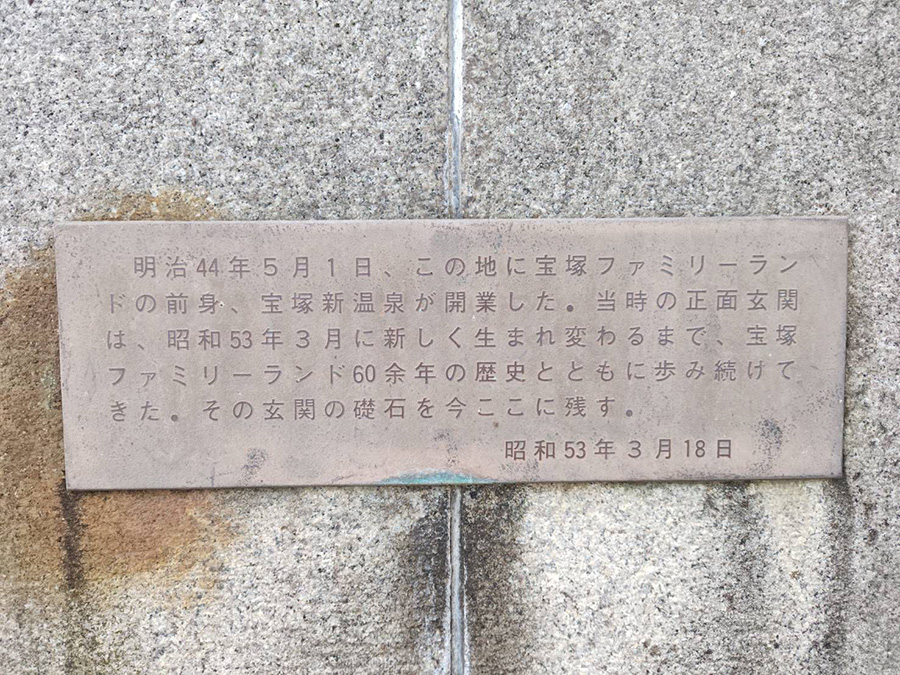 明治44年5月1日、この地に宝塚ファミリーラン
ドの前身、宝塚新温泉が開業した。当時の正面玄関
は、昭和53年3月に新しく生まれ変わるまで、宝塚
ファミリーランド60余年の歴史とともに歩み続けて
きた。その玄関の礎石を今ここに残す。
昭和53年3月18日